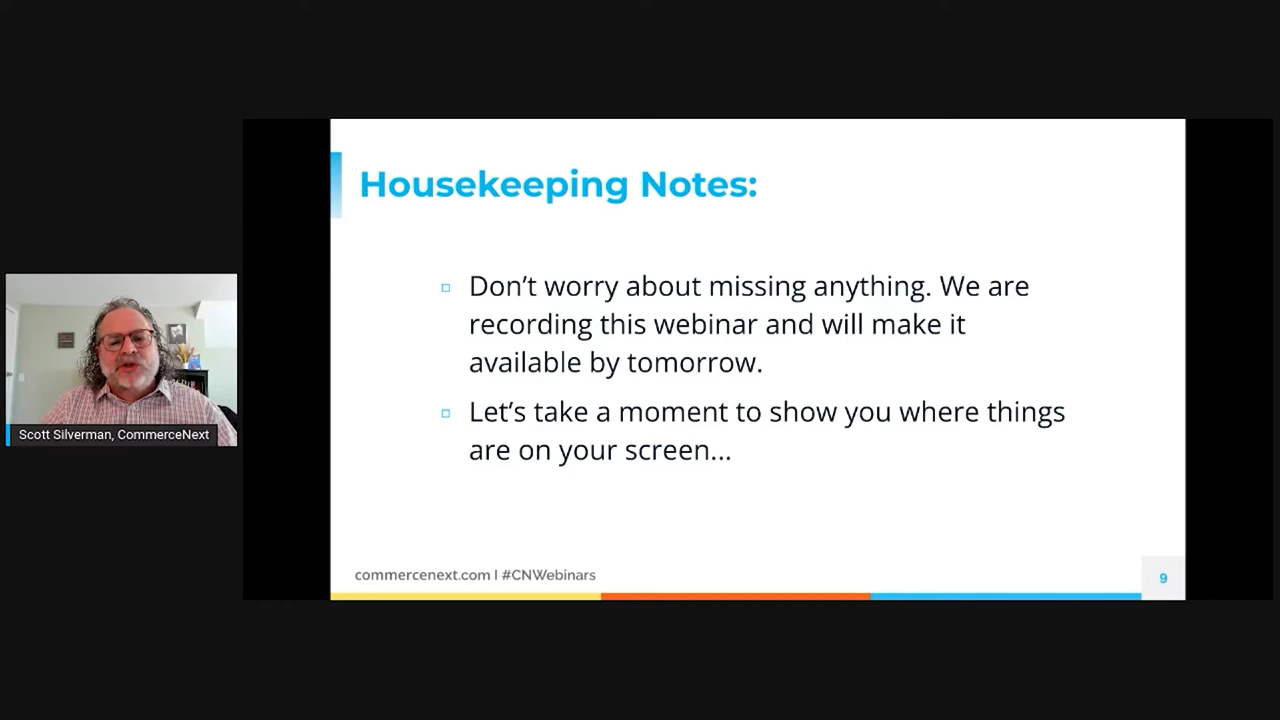 Housekeeping Notes:
Don’t worry about missing anything. We are
recording this webinar and will make it
available by tomorrow.
Let’s take a moment to show you where things
are on your screen...
Scott Silverman, CommerceNext
commercenext.com I #CNWebinars
9